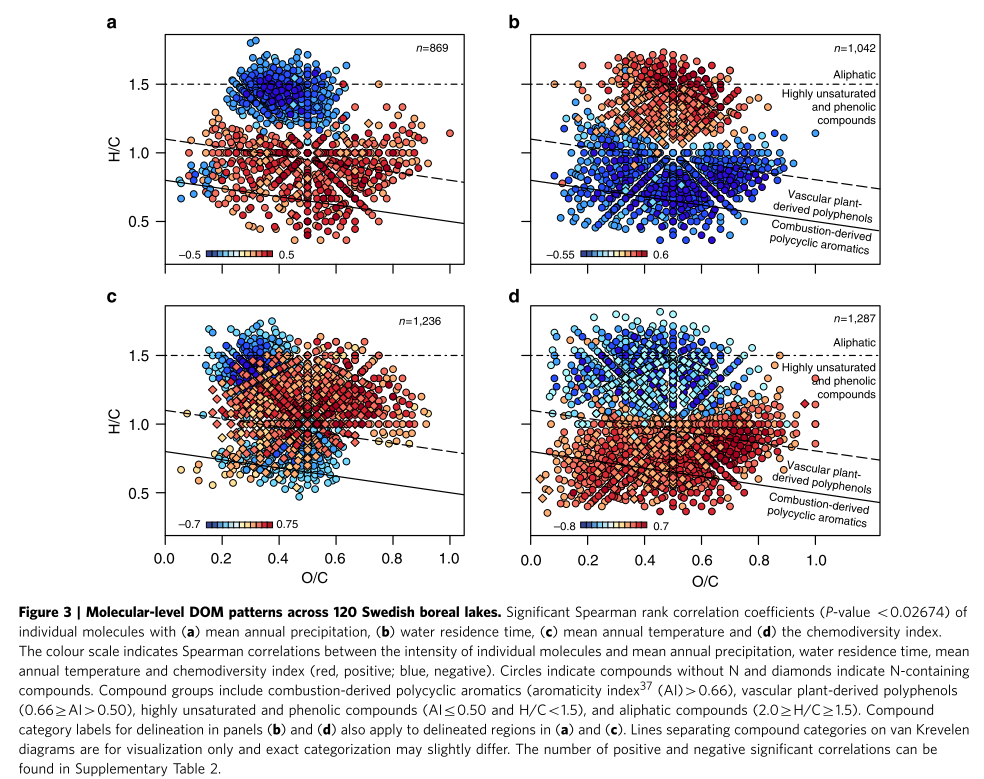 a
n=869
H/C
1.5
1.0
0.5
−0.5
0.5
b
n=1,042
Aliphatic
Highly unsaturated
and phenolic
compounds
Vascular plant-
derived polyphenols
Combustion-derived
polycyclic aromatics
−0.55
0.6
c
n=1,236
H/C
1.5
1.0
0.5
−0.7
0.75
0.0
0.2
0.4
0.6
0.8
1.0
O/C
d
n=1,287
Aliphatic
Highly unsaturated
and phenolic
compounds
Vascular plant-
derived polyphenols
Combustion-derived
polycyclic aromatics
−0.8
0.7
0.0
0.2
0.4
0.6
0.8
1.0
O/C
Figure 3 | Molecular-level DOM patterns across 120 Swedish boreal lakes. Significant Spearman rank correlation coefficients (P-value <0.02674) of
individual molecules with (a) mean annual precipitation, (b) water residence time, (c) mean annual temperature and (d) the chemodiversity index.
The colour scale indicates Spearman correlations between the intensity of individual molecules and mean annual precipitation, water residence time, mean
annual temperature and chemodiversity index (red, positive; blue, negative). Circles indicate compounds without N and diamonds indicate N-containing
compounds. Compound groups include combustion-derived polycyclic aromatics (aromaticity index37 (AI)>0.66), vascular plant-derived polyphenols
(0.66≥AI>0.50), highly unsaturated and phenolic compounds (AI≤0.50 and H/C<1.5), and aliphatic compounds (2.0≥H/C≥1.5). Compound
category labels for delineation in panels (b) and (d) also apply to delineated regions in (a) and (c). Lines separating compound categories on van Krevelen
diagrams are for visualization only and exact categorization may slightly differ. The number of positive and negative significant correlations can be
found in Supplementary Table 2.